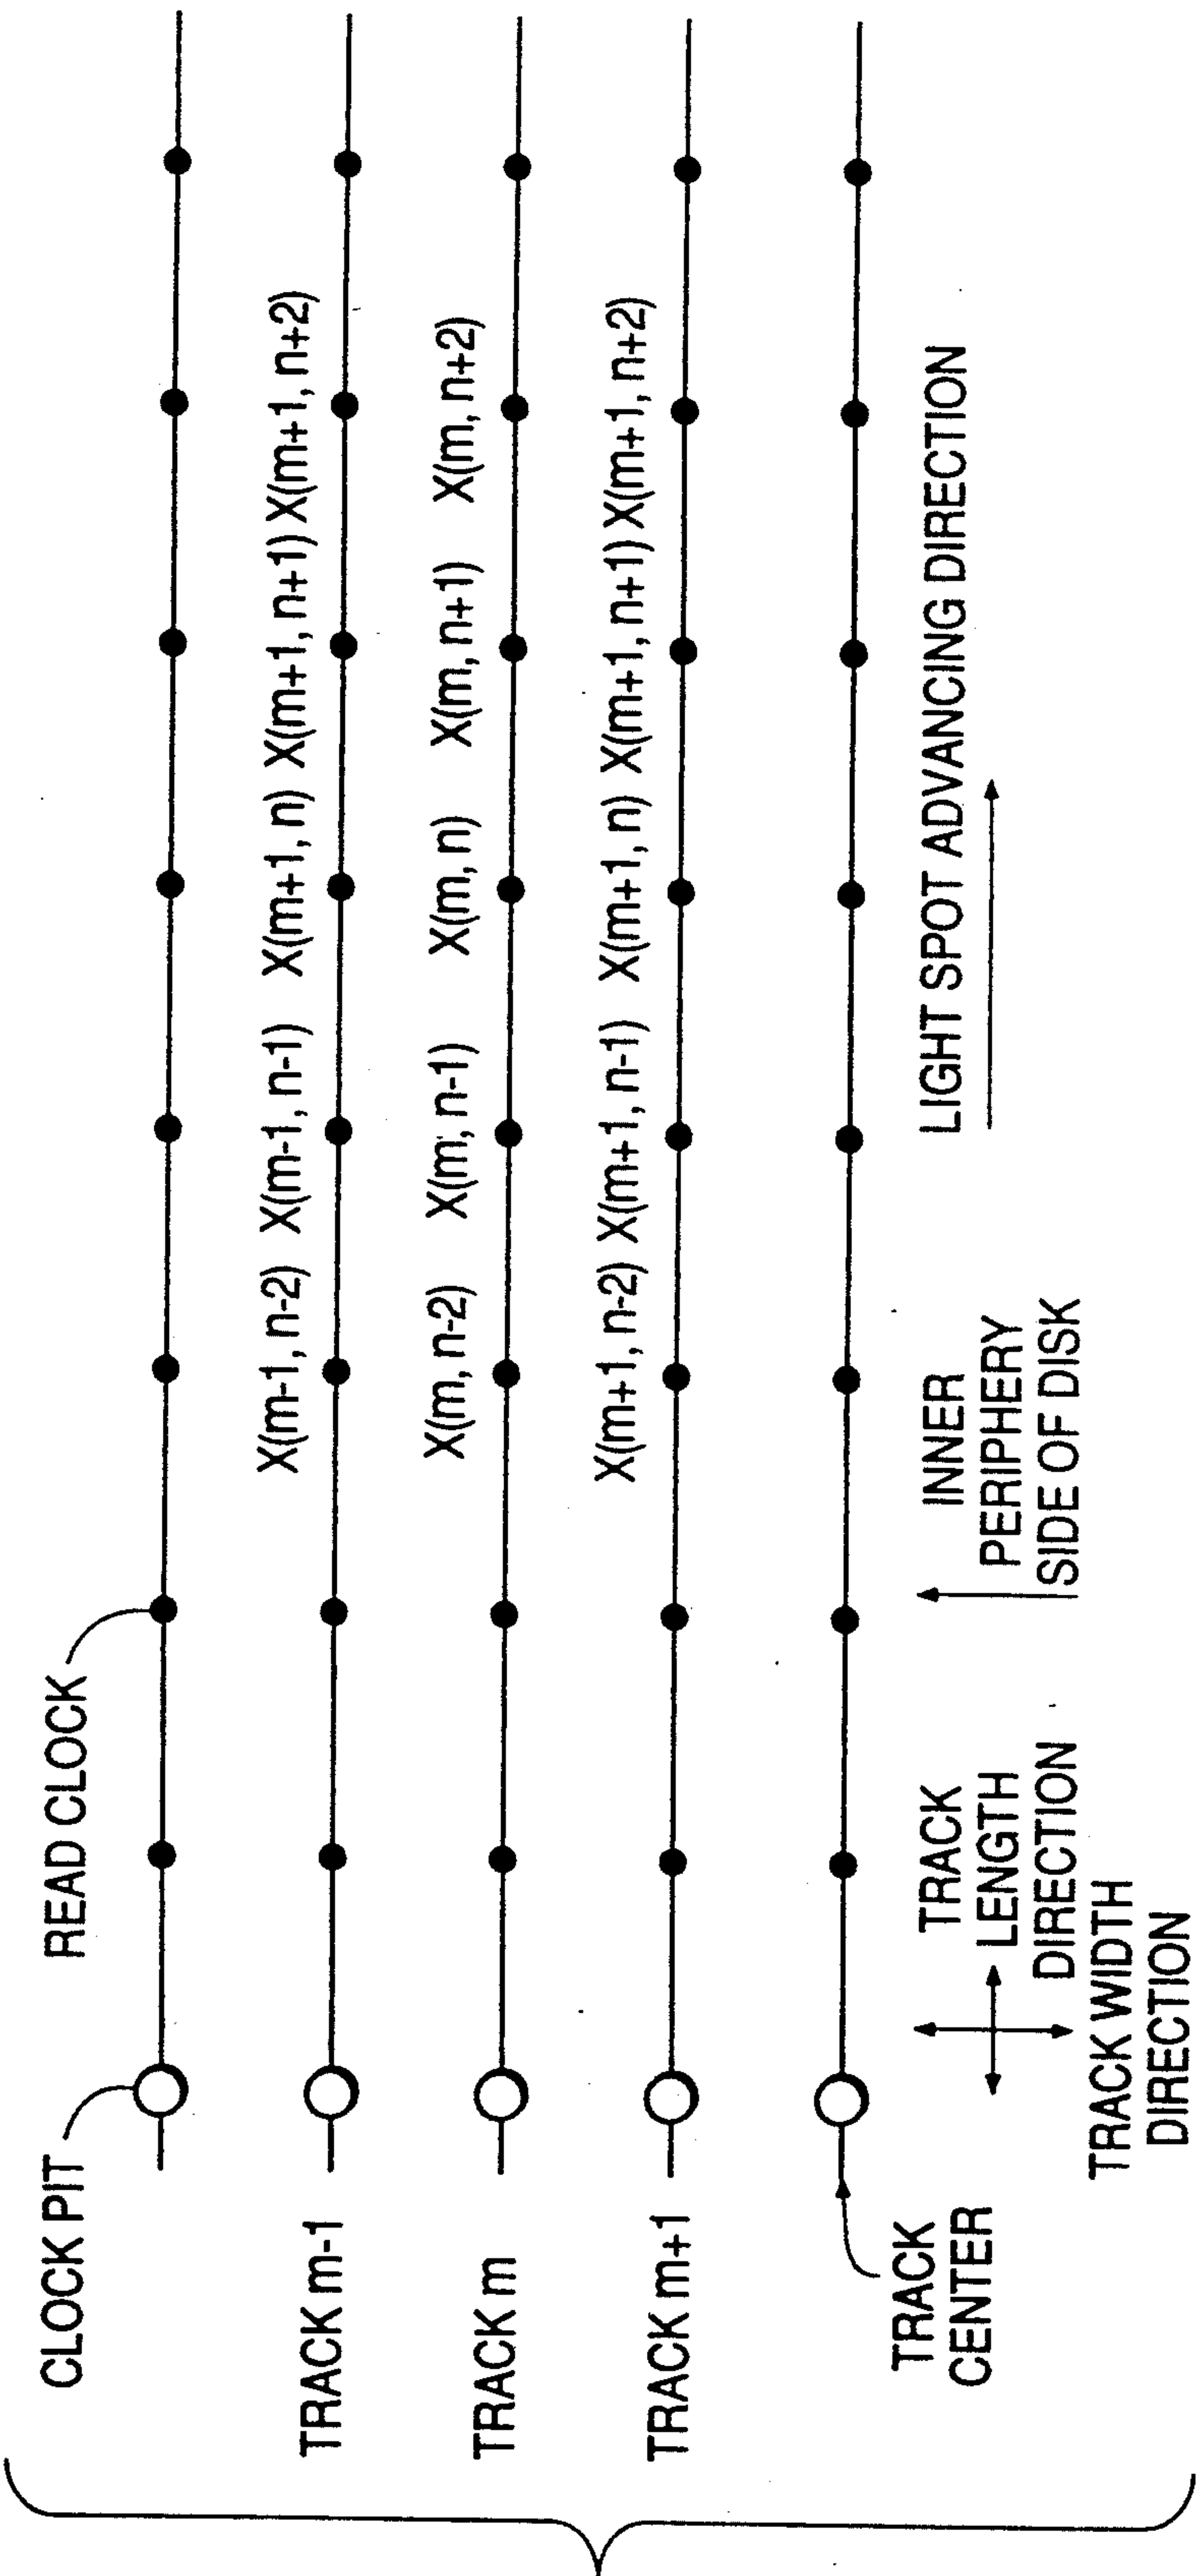 CLOCK PIT
READ CLOCK
TRACK m-1
X(m-1, n-2) X(m-1, n-1) X(m+1, n) X(m+1, n+1) X(m+1, n+2)
TRACK m
X(m, n-2) X(m, n-1) X(m, n) X(m, n+1) X(m, n+2)
TRACK m+1
X(m+1, n-2) X(m+1, n-1) X(m+1, n) X(m+1, n+1) X(m+1, n+2)
TRACK
CENTER
TRACK
LENGTH
DIRECTION
TRACK WIDTH
DIRECTION
INNER
PERIPHERY
SIDE OF DISK
LIGHT SPOT ADVANCING DIRECTION